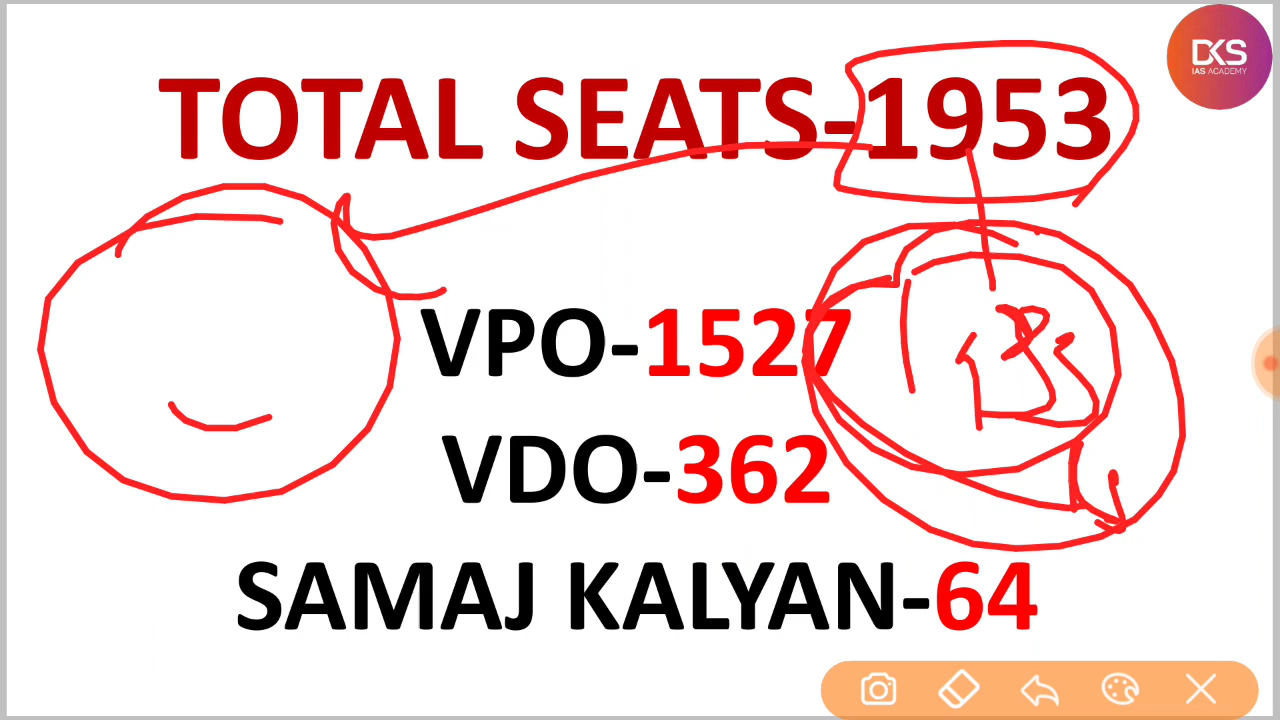 DKS
IAS ACADEMY
TOTAL SEATS-1953
VPO-1527
VDO-362
SAMAJ KALYAN-64